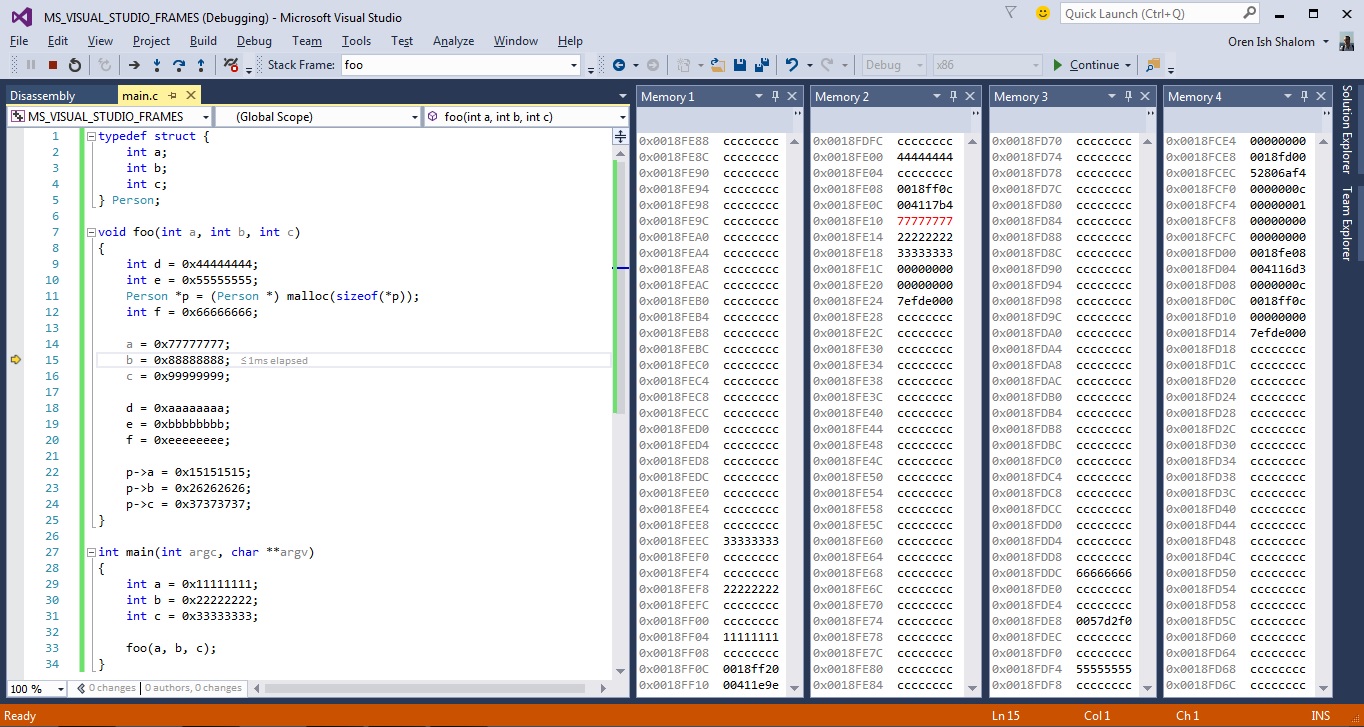 MS_VISUAL_STUDIO_FRAMES (Debugging) - Microsoft Visual Studio
Quick Launch (Ctrl+Q)
File Edit View Project Build Debug Team Tools Test Analyze Window Help
Oren Ish Shalom
Stack Frame: foo Debug x86 Continue
Disassembly main.c
MS_VISUAL_STUDIO_FRAMES (Global Scope) foo(int a, int b, int c)
1 typedef struct {
2 int a;
3 int b;
4 int c;
5 } Person;
6
7 void foo(int a, int b, int c)
8 {
9 int d = 0x44444444;
10 int e = 0x55555555;
11 Person *p = (Person *) malloc(sizeof(*p));
12 int f = 0x66666666;
13
14 a = 0x77777777;
15 b = 0x88888888; ≤1ms elapsed
16 c = 0x99999999;
17
18 d = 0xaaaaaaaa;
19 e = 0xbbbbbbbb;
20 f = 0xeeeeeeee;
21
22 p->a = 0x15151515;
23 p->b = 0x26262626;
24 p->c = 0x37373737;
25 }
26
27 int main(int argc, char **argv)
28 {
29 int a = 0x11111111;
30 int b = 0x22222222;
31 int c = 0x33333333;
32
33 foo(a, b, c);
34 }
100 % 0 changes | 0 authors, 0 changes
Memory 1
0x0018FE88 cccccccc
0x0018FE8C cccccccc
0x0018FE90 cccccccc
0x0018FE94 cccccccc
0x0018FE98 cccccccc
0x0018FE9C cccccccc
0x0018FEA0 cccccccc
0x0018FEA4 cccccccc
0x0018FEA8 cccccccc
0x0018FEAC cccccccc
0x0018FEB0 cccccccc
0x0018FEB4 cccccccc
0x0018FEB8 cccccccc
0x0018FEBC cccccccc
0x0018FEC0 cccccccc
0x0018FEC4 cccccccc
0x0018FEC8 cccccccc
0x0018FECC cccccccc
0x0018FED0 cccccccc
0x0018FED4 cccccccc
0x0018FED8 cccccccc
0x0018FEDC cccccccc
0x0018FEE0 cccccccc
0x0018FEE4 cccccccc
0x0018FEE8 cccccccc
0x0018FEEC 33333333
0x0018FEF0 cccccccc
0x0018FEF4 cccccccc
0x0018FEF8 22222222
0x0018FEFC cccccccc
0x0018FF00 cccccccc
0x0018FF04 11111111
0x0018FF08 cccccccc
0x0018FF0C 0018ff20
0x0018FF10 00411e9e
Memory 2
0x0018FDFC cccccccc
0x0018FE00 44444444
0x0018FE04 cccccccc
0x0018FE08 0018ff0c
0x0018FE0C 004117b4
0x0018FE10 77777777
0x0018FE14 22222222
0x0018FE18 33333333
0x0018FE1C 00000000
0x0018FE20 00000000
0x0018FE24 7efde000
0x0018FE28 cccccccc
0x0018FE2C cccccccc
0x0018FE30 cccccccc
0x0018FE34 cccccccc
0x0018FE38 cccccccc
0x0018FE3C cccccccc
0x0018FE40 cccccccc
0x0018FE44 cccccccc
0x0018FE48 cccccccc
0x0018FE4C cccccccc
0x0018FE50 cccccccc
0x0018FE54 cccccccc
0x0018FE58 cccccccc
0x0018FE5C cccccccc
0x0018FE60 cccccccc
0x0018FE64 cccccccc
0x0018FE68 cccccccc
0x0018FE6C cccccccc
0x0018FE70 cccccccc
0x0018FE74 cccccccc
0x0018FE78 cccccccc
0x0018FE7C cccccccc
0x0018FE80 cccccccc
0x0018FE84 cccccccc
Memory 3
0x0018FD70 cccccccc
0x0018FD74 cccccccc
0x0018FD78 cccccccc
0x0018FD7C cccccccc
0x0018FD80 cccccccc
0x0018FD84 cccccccc
0x0018FD88 cccccccc
0x0018FD8C cccccccc
0x0018FD90 cccccccc
0x0018FD94 cccccccc
0x0018FD98 cccccccc
0x0018FD9C cccccccc
0x0018FDA0 cccccccc
0x0018FDA4 cccccccc
0x0018FDA8 cccccccc
0x0018FDAC cccccccc
0x0018FDB0 cccccccc
0x0018FDB4 cccccccc
0x0018FDB8 cccccccc
0x0018FDBC cccccccc
0x0018FDC0 cccccccc
0x0018FDC4 cccccccc
0x0018FDC8 cccccccc
0x0018FDCC cccccccc
0x0018FDD0 cccccccc
0x0018FDD4 cccccccc
0x0018FDD8 cccccccc
0x0018FDDC 66666666
0x0018FDE0 cccccccc
0x0018FDE4 cccccccc
0x0018FDE8 0057d2f0
0x0018FDEC cccccccc
0x0018FDF0 cccccccc
0x0018FDF4 55555555
0x0018FDF8 cccccccc
Memory 4
0x0018FCE4 00000000
0x0018FCE8 0018fd00
0x0018FCEC 52806af4
0x0018FCF0 0000000c
0x0018FCF4 00000001
0x0018FCF8 00000000
0x0018FCFC 00000000
0x0018FD00 0018fe08
0x0018FD04 004116d3
0x0018FD08 0000000c
0x0018FD0C 0018ff0c
0x0018FD10 00000000
0x0018FD14 7efde000
0x0018FD18 cccccccc
0x0018FD1C cccccccc
0x0018FD20 cccccccc
0x0018FD24 cccccccc
0x0018FD28 cccccccc
0x0018FD2C cccccccc
0x0018FD30 cccccccc
0x0018FD34 cccccccc
0x0018FD38 cccccccc
0x0018FD3C cccccccc
0x0018FD40 cccccccc
0x0018FD44 cccccccc
0x0018FD48 cccccccc
0x0018FD4C cccccccc
0x0018FD50 cccccccc
0x0018FD54 cccccccc
0x0018FD58 cccccccc
0x0018FD5C cccccccc
0x0018FD60 cccccccc
0x0018FD64 cccccccc
0x0018FD68 cccccccc
0x0018FD6C cccccccc
Solution Explorer
Team Explorer
Ready Ln 15 Col 1 Ch 1 INS